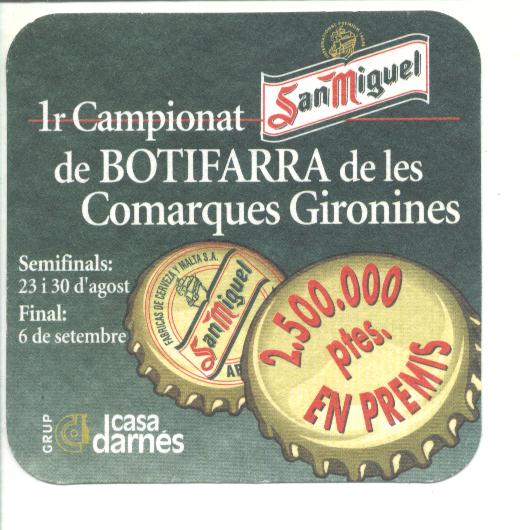 San Miguel
1r Campionat
de BOTIFARRA de les
Comarques Gironines
Semifinals:
23 i 30 d'agost
Final:
6 de setembre
FABRICAS DE CERVEZA Y MALTA S.A.
San Miguel
2.500.000
ptes.
EN PREMIS
GRUP
casa
darnés